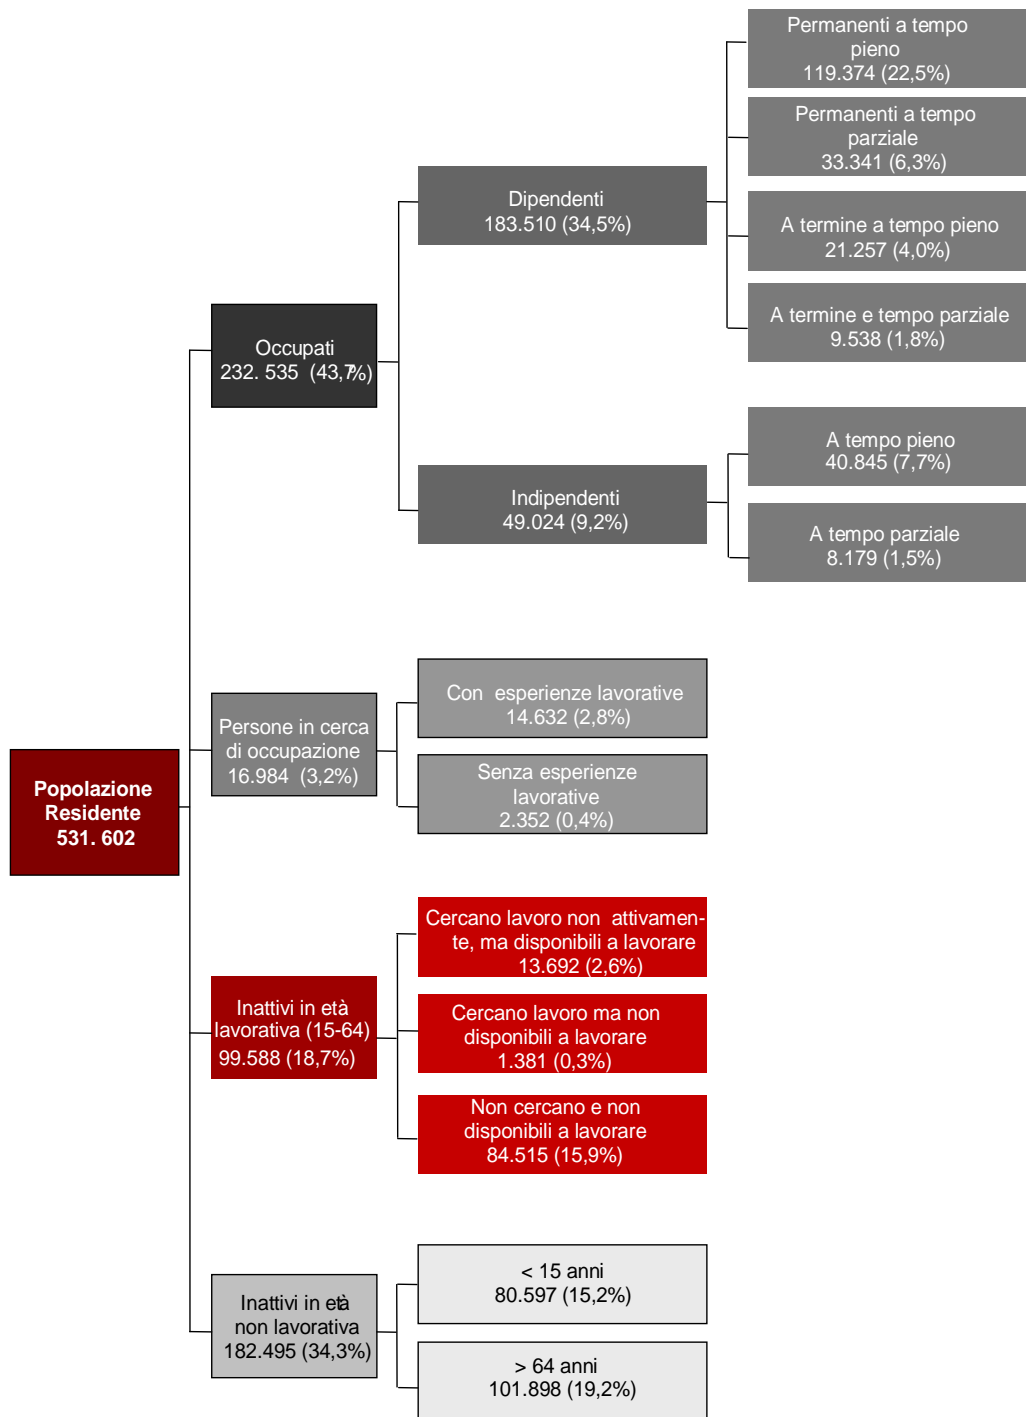 Permanenti a tempo
pieno
119.374 (22,5%)
Permanenti a tempo
parziale
33.341 (6,3%)
Dipendenti
183.510 (34,5%)
A termine a tempo pieno
21.257 (4,0%)
A termine e tempo parziale
9.538 (1,8%)
Occupati
232. 535 (43,7%)
A tempo pieno
40.845 (7,7%)
Indipendenti
49.024 (9,2%)
A tempo parziale
8.179 (1,5%)
Con esperienze lavorative
14.632 (2,8%)
Persone in cerca
di occupazione
16.984 (3,2%)
Senza esperienze
lavorative
2.352 (0,4%)
Popolazione
Residente
531. 602
Cercano lavoro non attivamen-
te, ma disponibili a lavorare
13.692 (2,6%)
Inattivi in età
lavorativa (15-64)
99.588 (18,7%)
Cercano lavoro ma non
disponibili a lavorare
1.381 (0,3%)
Non cercano e non
disponibili a lavorare
84.515 (15,9%)
< 15 anni
80.597 (15,2%)
Inattivi in età
non lavorativa
182.495 (34,3%)
> 64 anni
101.898 (19,2%)